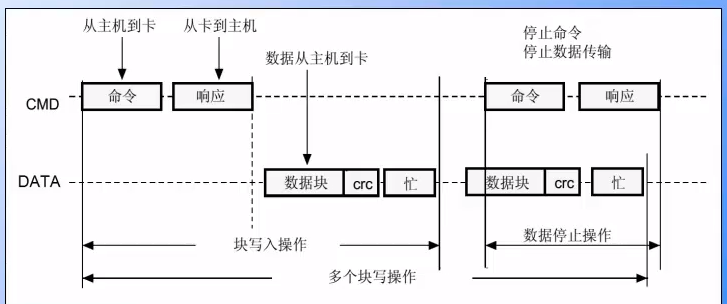 从主机到卡
从卡到主机
数据从主机到卡
停止命令
停止数据传输
CMD
命令
响应
命令
响应
DATA
数据块
crc
忙
数据块
crc
忙
块写入操作
数据停止操作
多个块写操作